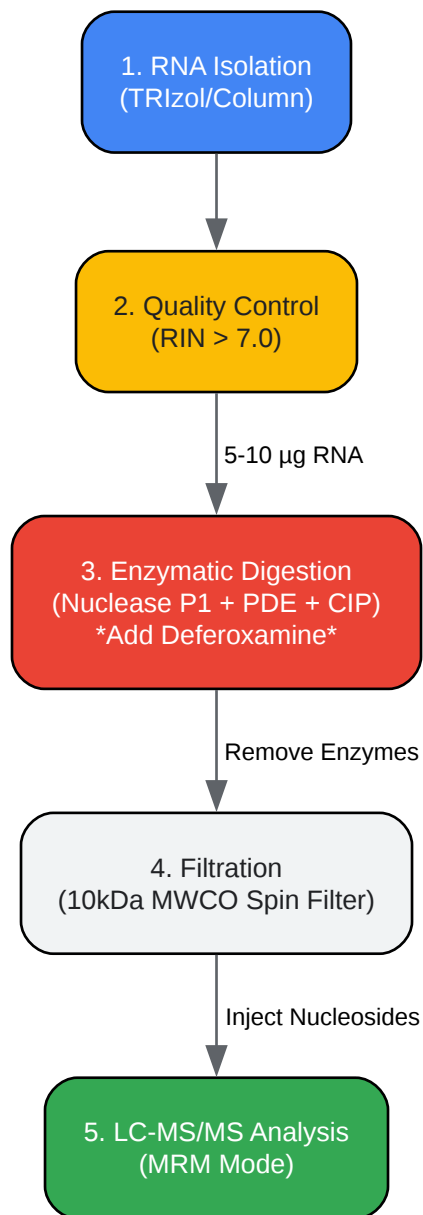 1. RNA Isolation
(TRIzol/Column)
2. Quality Control
(RIN > 7.0)
5-10 µg RNA
3. Enzymatic Digestion
(Nuclease P1 + PDE + CIP)
*Add Deferoxamine*
Remove Enzymes
4. Filtration
(10kDa MWCO Spin Filter)
Inject Nucleosides
5. LC-MS/MS Analysis
(MRM Mode)